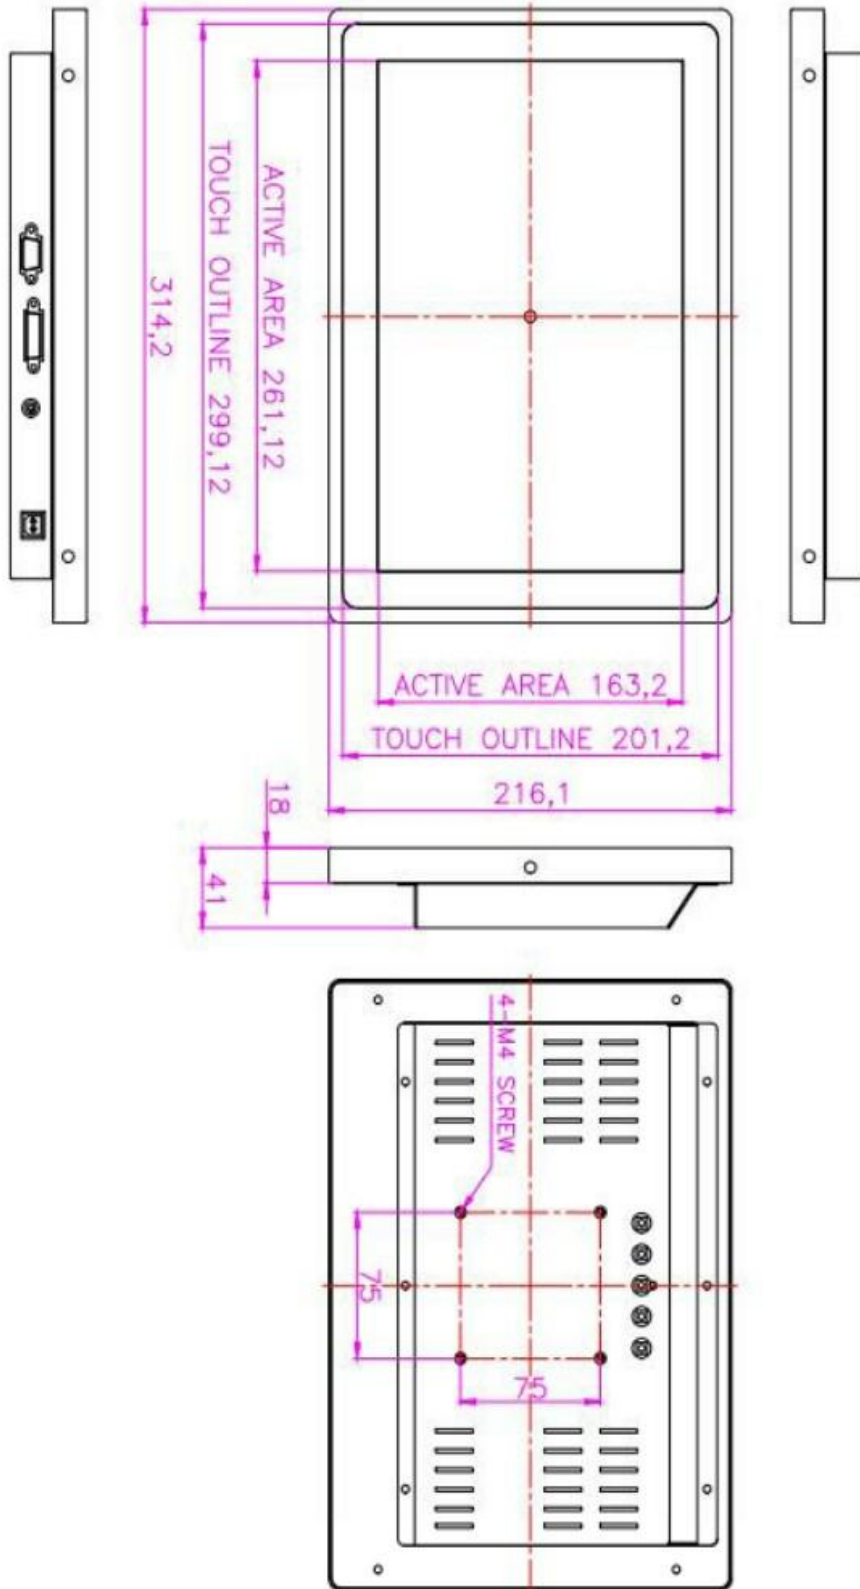 ACTIVE AREA 261,12
TOUCH OUTLINE 299,12
314,2
ACTIVE AREA 163,2
TOUCH OUTLINE 201,2
216,1
18
41
4-M4 SCREW
75
75